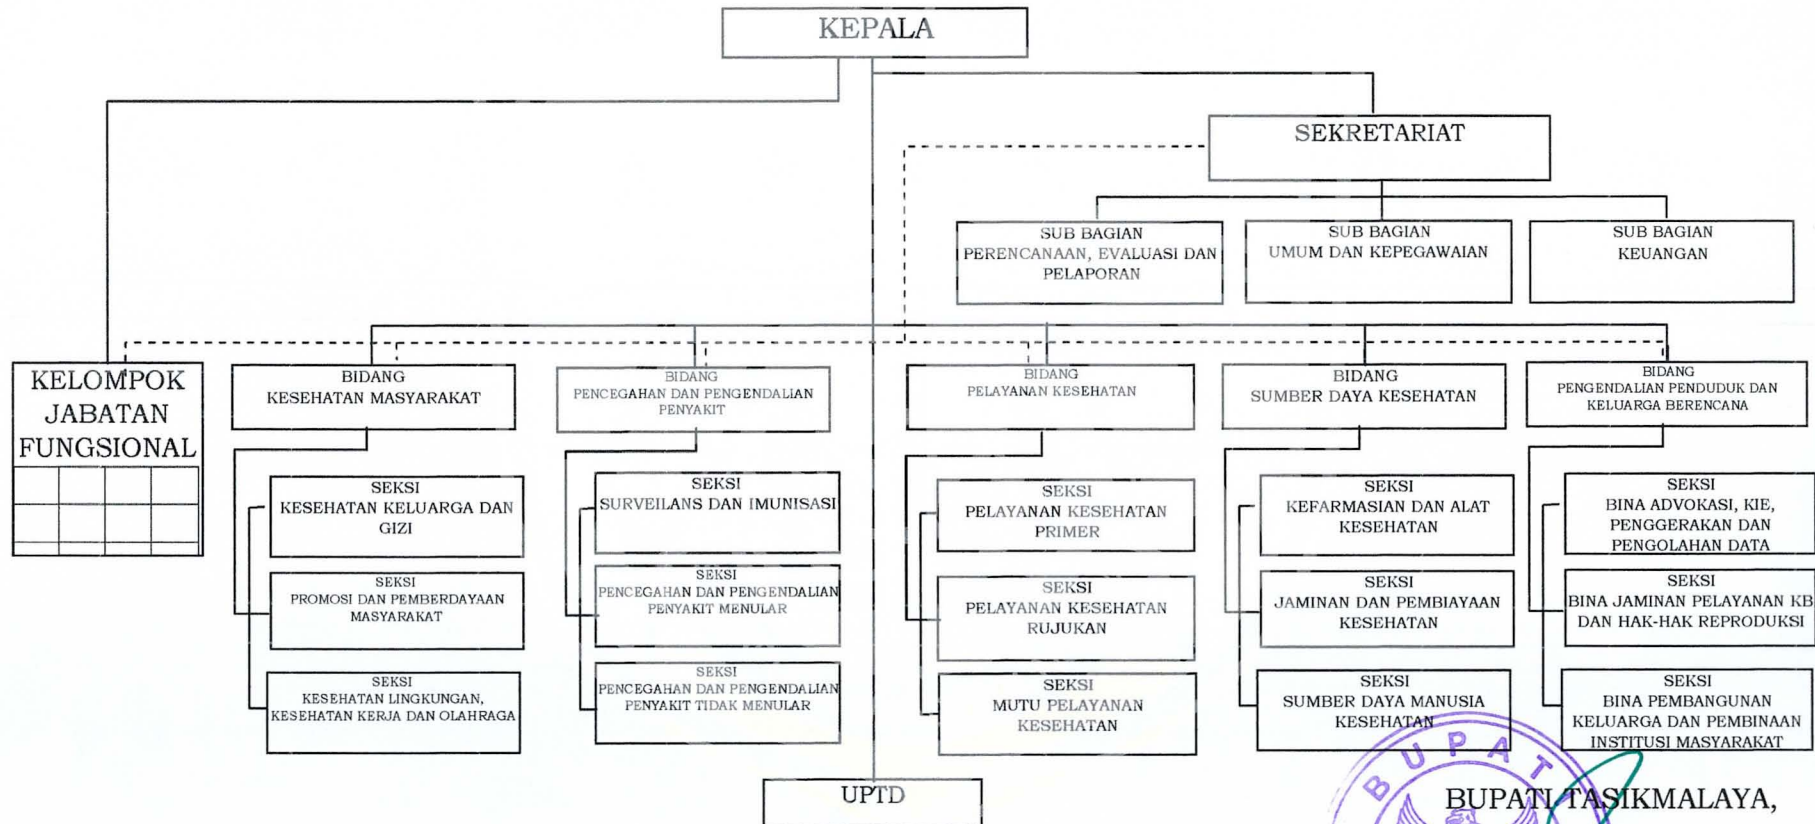 KEPALA
SEKRETARIAT
SUB BAGIAN
PERENCANAAN, EVALUASI DAN
PELAPORAN
SUB BAGIAN
UMUM DAN KEPEGAWAIAN
SUB BAGIAN
KEUANGAN
KELOMPOK
JABATAN
FUNGSIONAL
BIDANG
KESEHATAN MASYARAKAT
BIDANG
PENCEGAHAN DAN PENGENDALIAN
PENYAKIT
BIDANG
PELAYANAN KESEHATAN
BIDANG
SUMBER DAYA KESEHATAN
BIDANG
PENGENDALIAN PENDUDUK DAN
KELUARGA BERENCANA
SEKSI
KESEHATAN KELUARGA DAN
GIZI
SEKSI
PROMOSI DAN PEMBERDAYAAN
MASYARAKAT
SEKSI
KESEHATAN LINGKUNGAN,
KESEHATAN KERJA DAN OLAHRAGA
SEKSI
SURVEILANS DAN IMUNISASI
SEKSI
PENCEGAHAN DAN PENGENDALIAN
PENYAKIT MENULAR
SEKSI
PENCEGAHAN DAN PENGENDALIAN
PENYAKIT TIDAK MENULAR
SEKSI
PELAYANAN KESEHATAN
PRIMER
SEKSI
PELAYANAN KESEHATAN
RUJUKAN
SEKSI
MUTU PELAYANAN
KESEHATAN
SEKSI
KEFARMASIAN DAN ALAT
KESEHATAN
SEKSI
JAMINAN DAN PEMBIAYAAN
KESEHATAN
SEKSI
SUMBER DAYA MANUSIA
KESEHATAN
SEKSI
BINA ADVOKASI, KIE,
PENGGERAKAN DAN
PENGOLAHAN DATA
SEKSI
BINA JAMINAN PELAYANAN KB
DAN HAK-HAK REPRODUKSI
SEKSI
BINA PEMBANGUNAN
KELUARGA DAN PEMBINAAN
INSTITUSI MASYARAKAT
UPTD
BUPATI
BUPATI TASIKMALAYA,